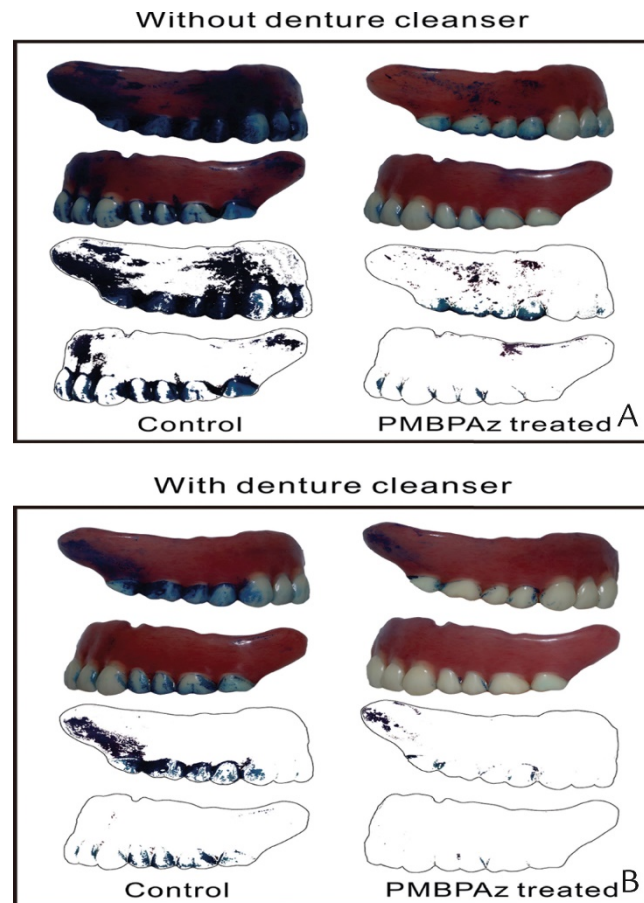 Without denture cleanser
Control
PMBPAz treated
A
With denture cleanser
Control
PMBPAz treated
B